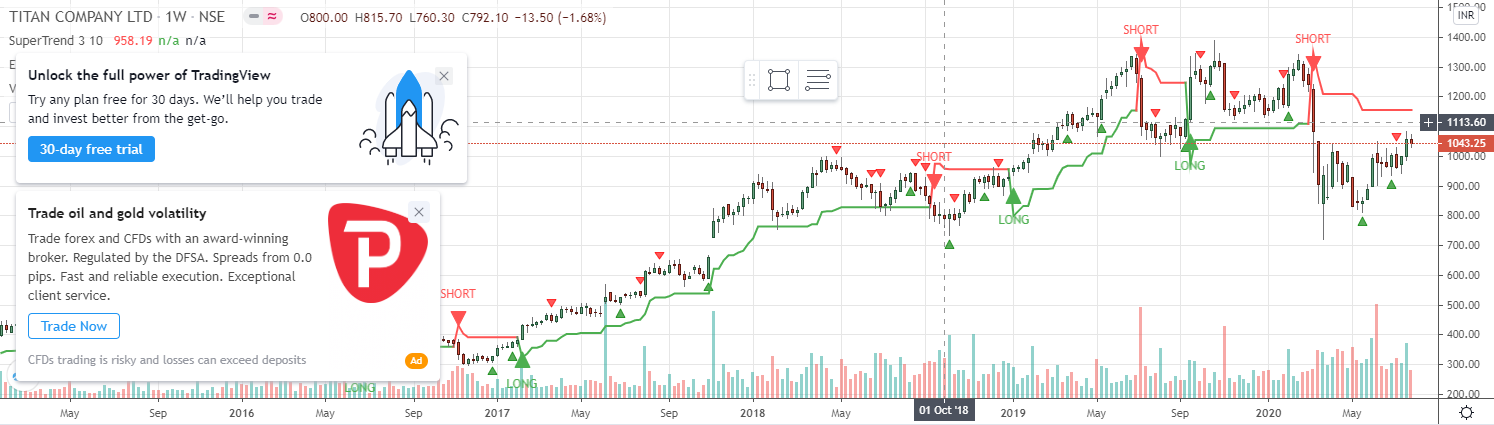 TITAN COMPANY LTD · 1W · NSE
O800.00 H815.70 L760.30 C792.10 −13.50 (−1.68%)
SuperTrend 3 10 958.19 n/a n/a
Unlock the full power of TradingView
Try any plan free for 30 days. We'll help you trade
and invest better from the get-go.
30-day free trial
Trade oil and gold volatility
Trade forex and CFDs with an award-winning
broker. Regulated by the DFSA. Spreads from 0.0
pips. Fast and reliable execution. Exceptional
client service.
Trade Now
CFDs trading is risky and losses can exceed deposits
Ad
P
LONG
SHORT
LONG
SHORT
LONG
SHORT
LONG
SHORT
INR
1400.00
1300.00
1200.00
1113.60
1043.25
1000.00
900.00
800.00
700.00
600.00
500.00
400.00
300.00
200.00
May Sep 2016 May Sep 2017 May Sep 2018 May 01 Oct '18 2019 May Sep 2020 May